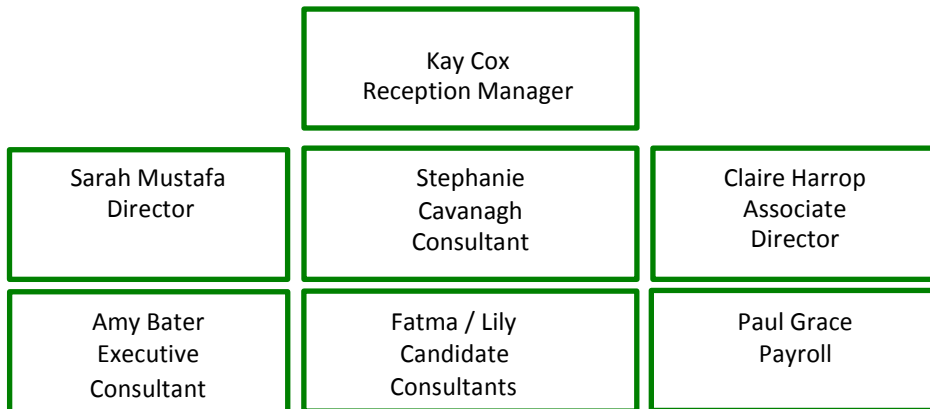 Kay Cox
Reception Manager
Sarah Mustafa
Director
Stephanie
Cavanagh
Consultant
Claire Harrop
Associate
Director
Amy Bater
Executive
Consultant
Fatma / Lily
Candidate
Consultants
Paul Grace
Payroll